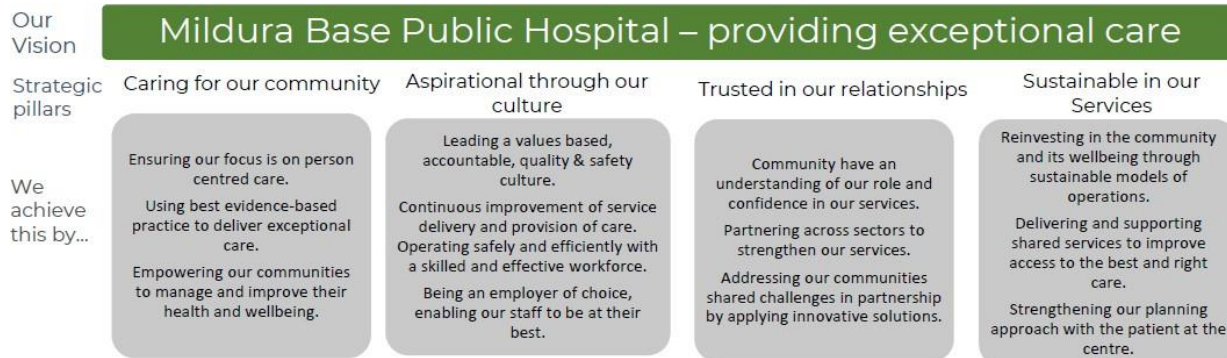 Our
Vision
Mildura Base Public Hospital – providing exceptional care
Strategic
pillars
Caring for our community
Aspirational through our
culture
Trusted in our relationships
Sustainable in our
Services
We
achieve
this by...
Ensuring our focus is on person
centred care.
Using best evidence-based
practice to deliver exceptional
care.
Empowering our communities
to manage and improve their
health and wellbeing.
Leading a values based,
accountable, quality & safety
culture.
Continuous improvement of service
delivery and provision of care.
Operating safely and efficiently with
a skilled and effective workforce.
Being an employer of choice,
enabling our staff to be at their
best.
Community have an
understanding of our role and
confidence in our services.
Partnering across sectors to
strengthen our services.
Addressing our communities
shared challenges in partnership
by applying innovative solutions.
Reinvesting in the community
and its wellbeing through
sustainable models of
operations.
Delivering and supporting
shared services to improve
access to the best and right
care.
Strengthening our planning
approach with the patient at the
centre.